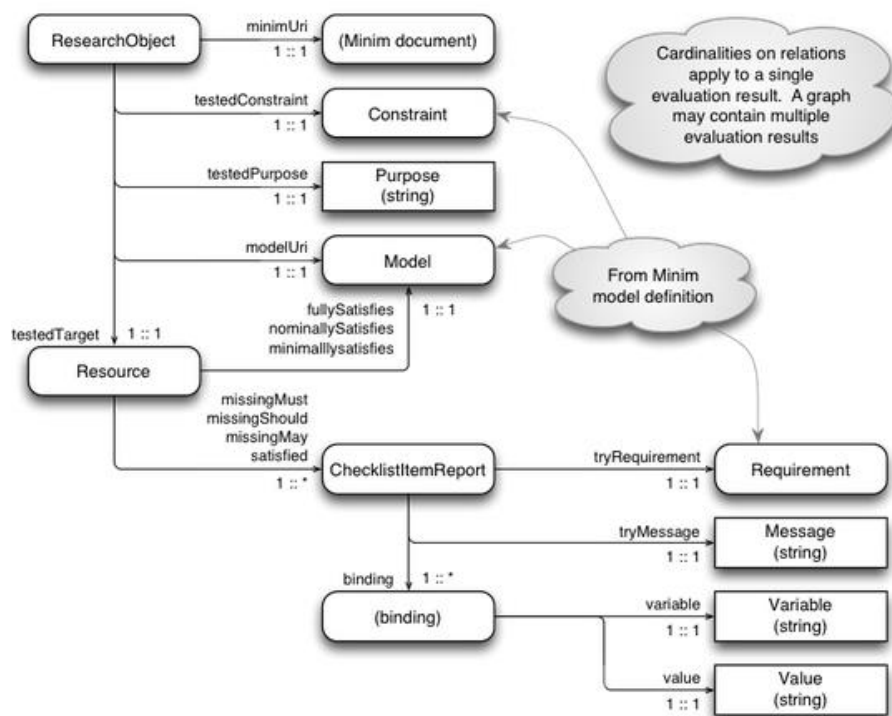 ResearchObject
minimUri
1 :: 1
(Minim document)
Cardinalities on relations
apply to a single
evaluation result.  A graph
may contain multiple
evaluation results
testedConstraint
1 :: 1
Constraint
testedPurpose
1 :: 1
Purpose
(string)
modelUri
1 :: 1
Model
From Minim
model definition
fullySatisfies
nominallySatisfies
minimalllysatisfies
1 :: 1
testedTarget
1 :: 1
Resource
missingMust
missingShould
missingMay
satisfied
1 :: *
ChecklistItemReport
tryRequirement
1 :: 1
Requirement
tryMessage
1 :: 1
Message
(string)
binding
1 :: *
(binding)
variable
1 :: 1
Variable
(string)
value
1 :: 1
Value
(string)